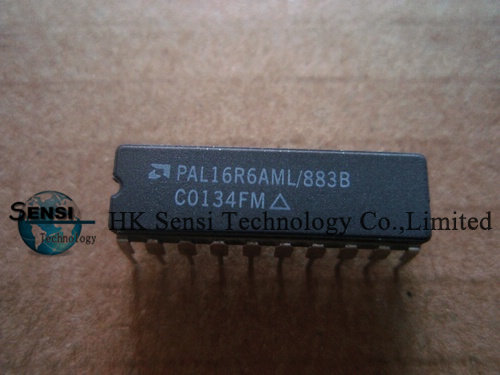 PAL16R6AML/883B
C0134FM △
SENSI
Technology
HK Sensi Technology Co.,Limited